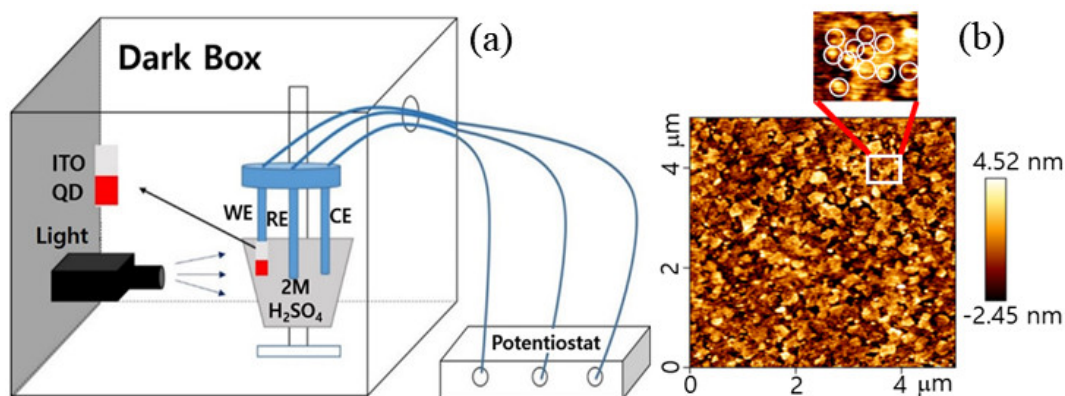 (a)
Dark Box
ITO
QD
Light
WE
RE
CE
2M
H₂SO₄
Potentiostat
(b)
μm
4
2
0
2
4
μm
4.52 nm
-2.45 nm